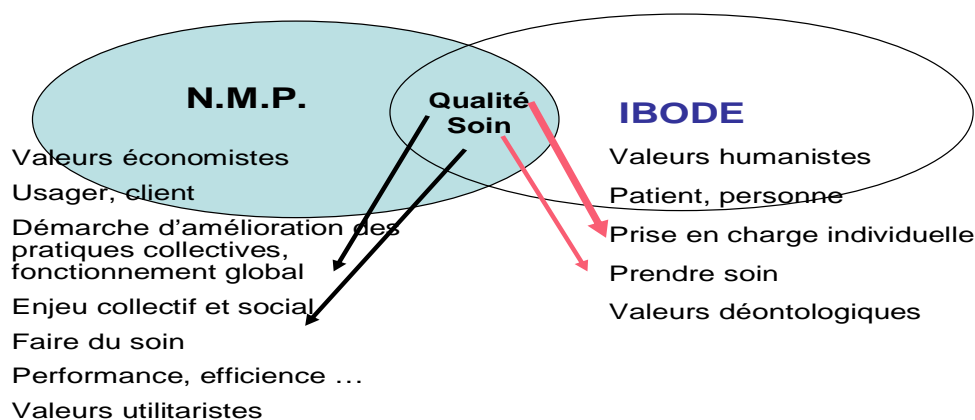 N.M.P.
Qualité
Soin
IBODE
Valeurs économistes
Usager, client
Démarche d'amélioration des
pratiques collectives,
fonctionnement global
Enjeu collectif et social
Faire du soin
Performance, efficience …
Valeurs utilitaristes
Valeurs humanistes
Patient, personne
Prise en charge individuelle
Prendre soin
Valeurs déontologiques